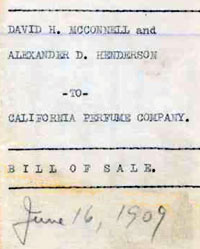 DAVID H. MCCONNELL and
ALEXANDER D. HENDERSON
-TO-
CALIFORNIA PERFUME COMPANY.
BILL OF SALE.
June 16, 1909